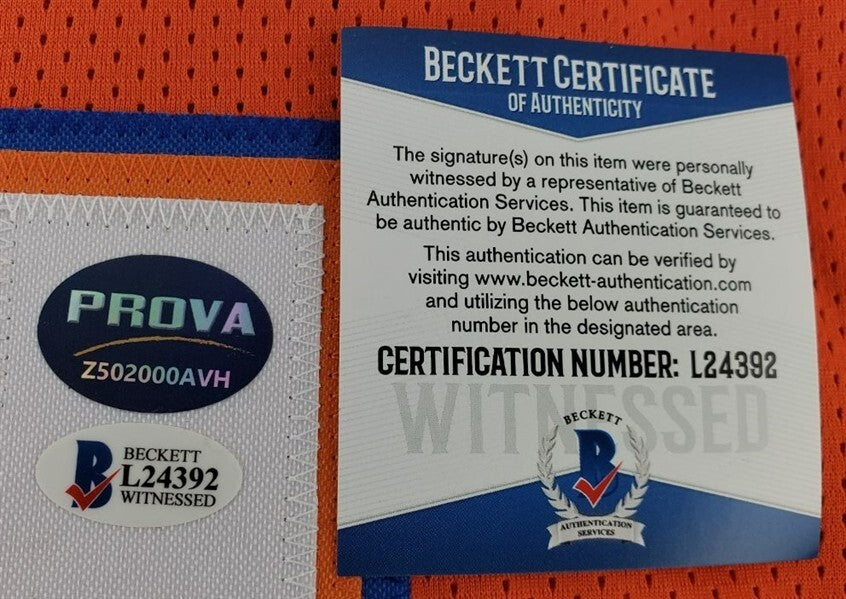 BECKETT CERTIFICATE
OF AUTHENTICITY
The signature(s) on this item were personally
witnessed by a representative of Beckett
Authentication Services. This item is guaranteed to
be authentic by Beckett Authentication Services.
This authentication can be verified by
visiting www.beckett-authentication.com
and utilizing the below authentication
number in the designated area.
CERTIFICATION NUMBER: L24392
WITNESSED
BECKETT
B
AUTHENTICATION
SERVICES
PROVA
Z502000AVH
B
BECKETT
L24392
WITNESSED